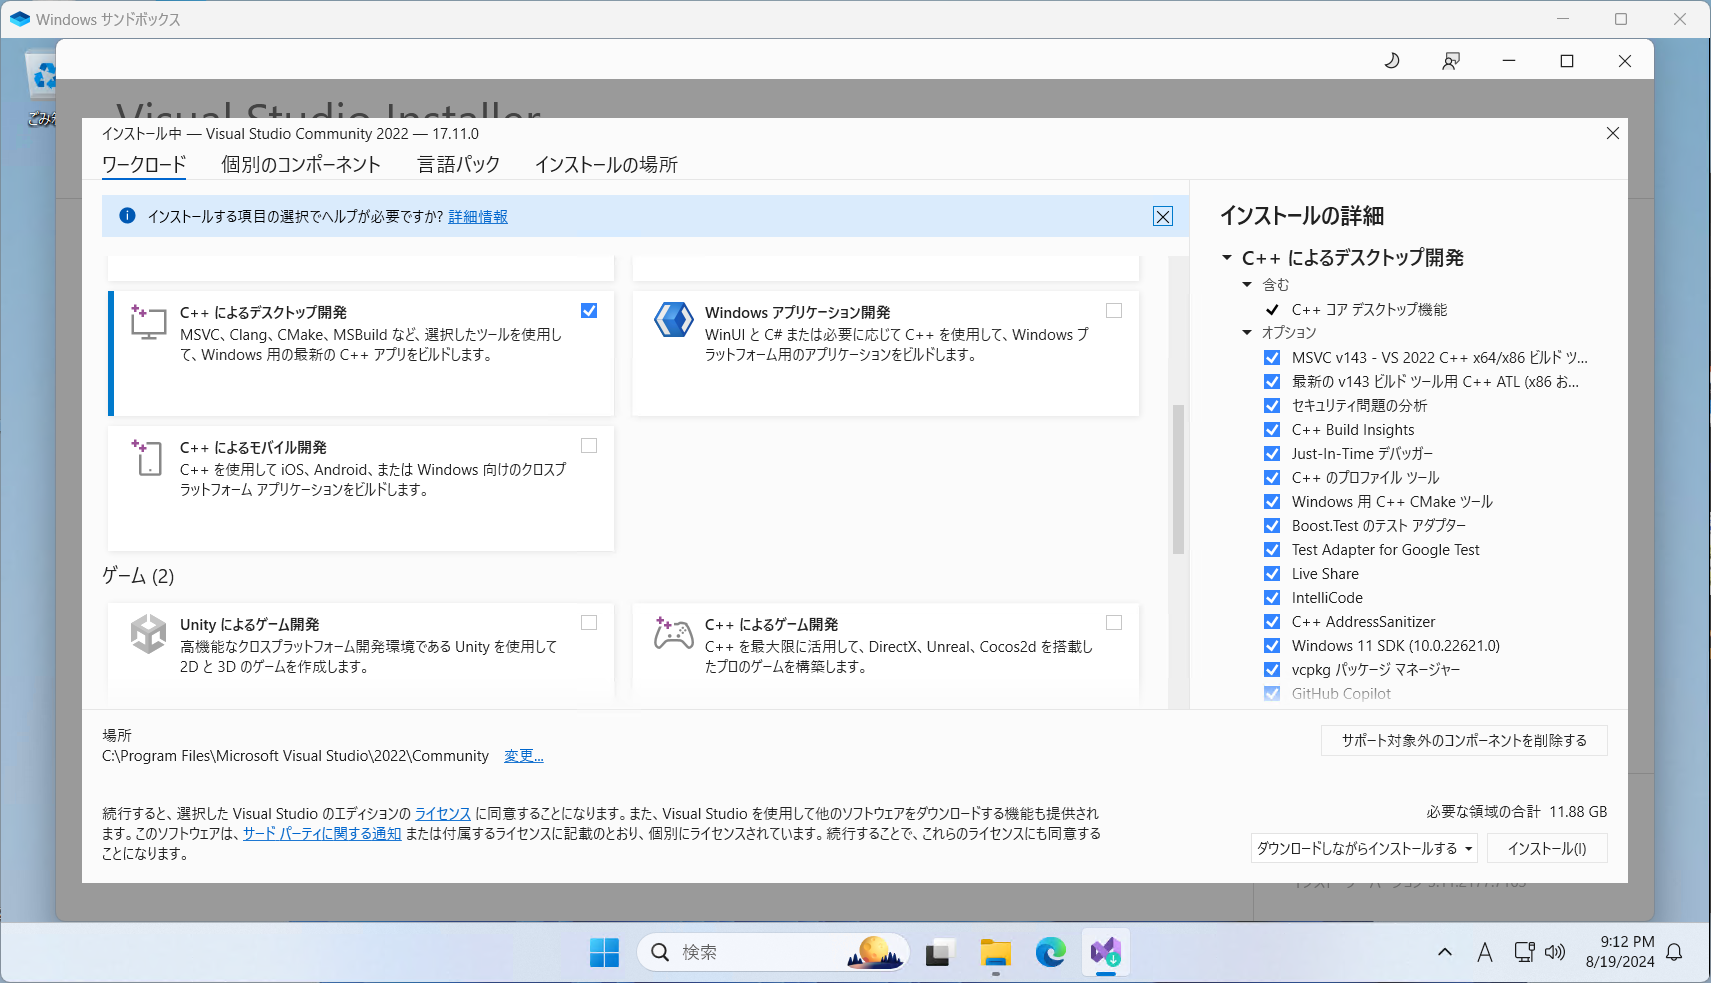 Windows サンドボックス
Visual Studio Installer
インストール中 — Visual Studio Community 2022 — 17.11.0
ワークロード 個別のコンポーネント 言語パック インストールの場所
インストールする項目の選択でヘルプが必要ですか? 詳細情報
C++ によるデスクトップ開発
MSVC、Clang、CMake、MSBuild など、選択したツールを使用し
て、Windows 用の最新の C++ アプリをビルドします。
Windows アプリケーション開発
WinUI と C# または必要に応じて C++ を使用して、Windows プ
ラットフォーム用のアプリケーションをビルドします。
C++ によるモバイル開発
C++ を使用して iOS、Android、または Windows 向けのクロスプ
ラットフォーム アプリケーションをビルドします。
ゲーム (2)
Unity によるゲーム開発
高機能なクロスプラットフォーム開発環境である Unity を使用して
2D と 3D のゲームを作成します。
C++ によるゲーム開発
C++ を最大限に活用して、DirectX、Unreal、Cocos2d を搭載し
たプロのゲームを構築します。
インストールの詳細
C++ によるデスクトップ開発
含む
C++ コア デスクトップ機能
オプション
MSVC v143 - VS 2022 C++ x64/x86 ビルド ツ...
最新の v143 ビルド ツール用 C++ ATL (x86 お...
セキュリティ問題の分析
C++ Build Insights
Just-In-Time デバッガー
C++ のプロファイル ツール
Windows 用 C++ CMake ツール
Boost.Test のテスト アダプター
Test Adapter for Google Test
Live Share
IntelliCode
C++ AddressSanitizer
Windows 11 SDK (10.0.22621.0)
vcpkg パッケージ マネージャー
GitHub Copilot
場所
C:\Program Files\Microsoft Visual Studio\2022\Community 変更...
サポート対象外のコンポーネントを削除する
続行すると、選択した Visual Studio のエディションの ライセンス に同意することになります。また、Visual Studio を使用して他のソフトウェアをダウンロードする機能も提供され
ます。このソフトウェアは、サード パーティに関する通知 または付属するライセンスに記載のとおり、個別にライセンスされています。続行することで、これらのライセンスにも同意する
ことになります。
必要な領域の合計 11.88 GB
ダウンロードしながらインストールする インストール(I)
検索
A
9:12 PM
8/19/2024